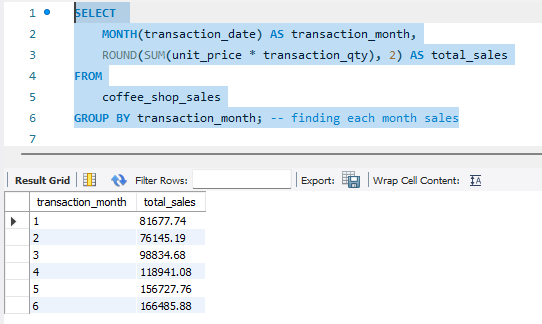 1 SELECT
2 MONTH(transaction_date) AS transaction_month,
3 ROUND(SUM(unit_price * transaction_qty), 2) AS total_sales
4 FROM
5 coffee_shop_sales
6 GROUP BY transaction_month; -- finding each month sales
7
Result Grid Filter Rows: Export: Wrap Cell Content: IA
transaction_month total_sales
1 81677.74
2 76145.19
3 98834.68
4 118941.08
5 156727.76
6 166485.88